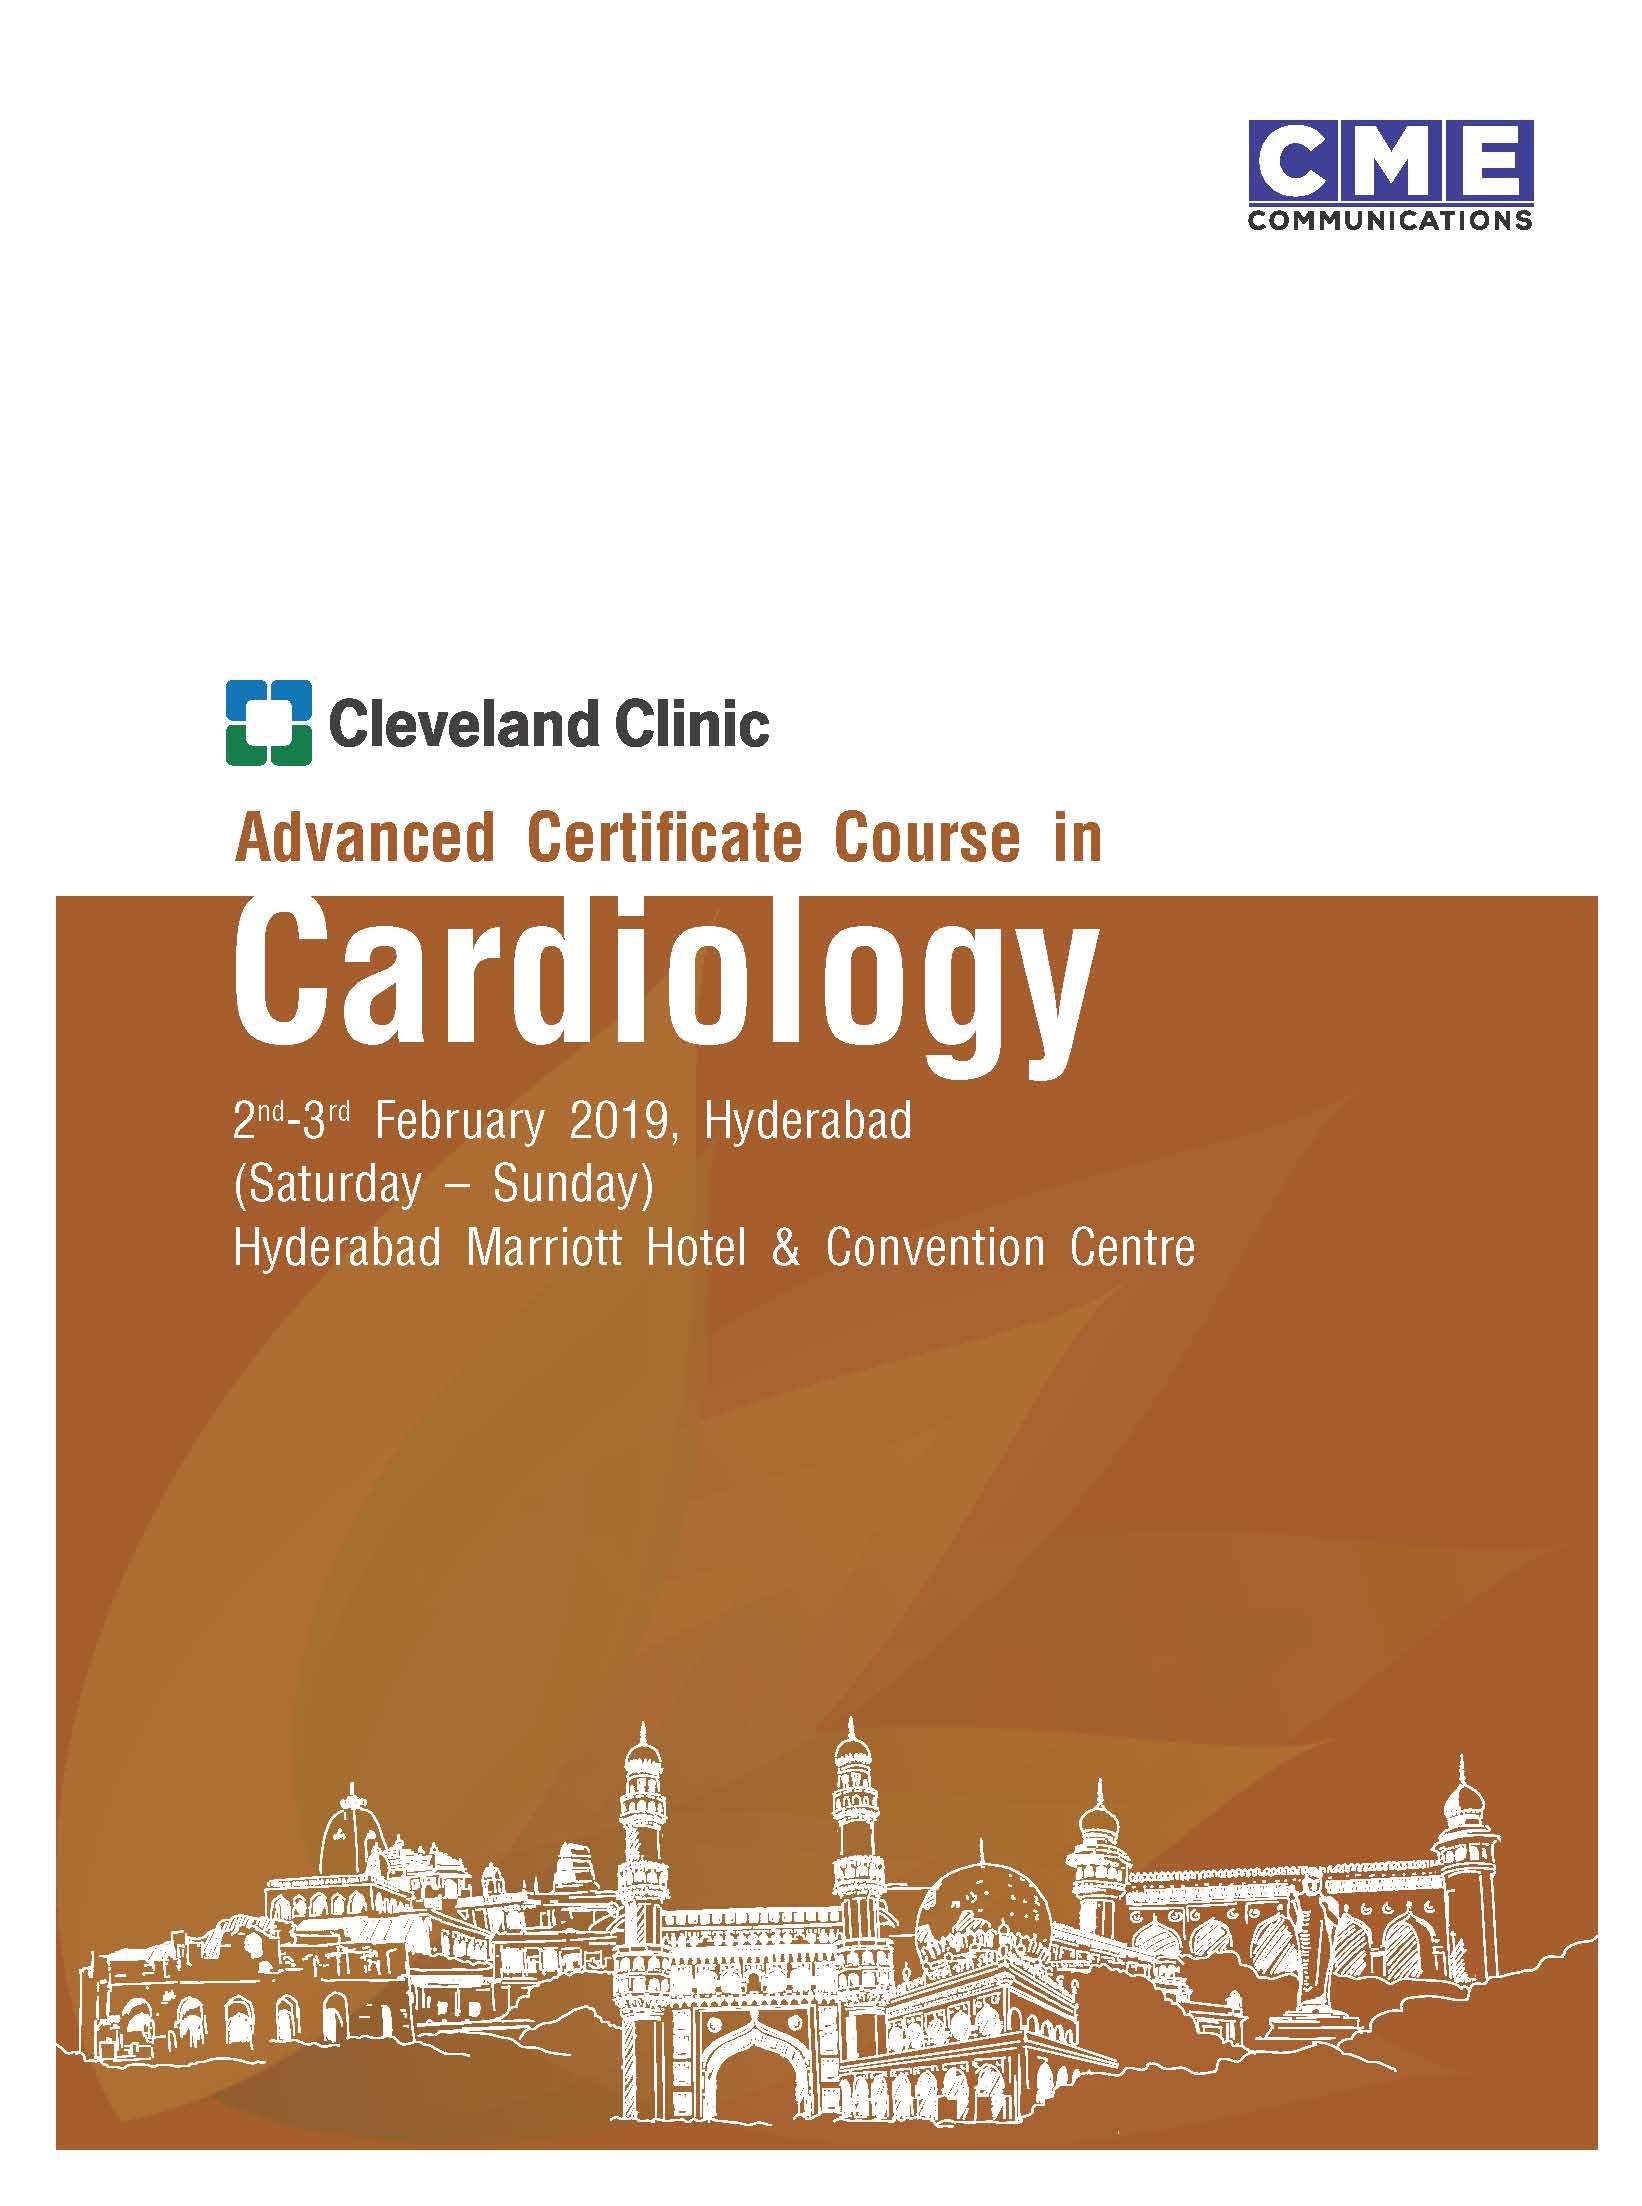 CME
COMMUNICATIONS
Cleveland Clinic
Advanced Certificate Course in
Cardiology
2nd-3rd February 2019, Hyderabad
(Saturday – Sunday)
Hyderabad Marriott Hotel & Convention Centre